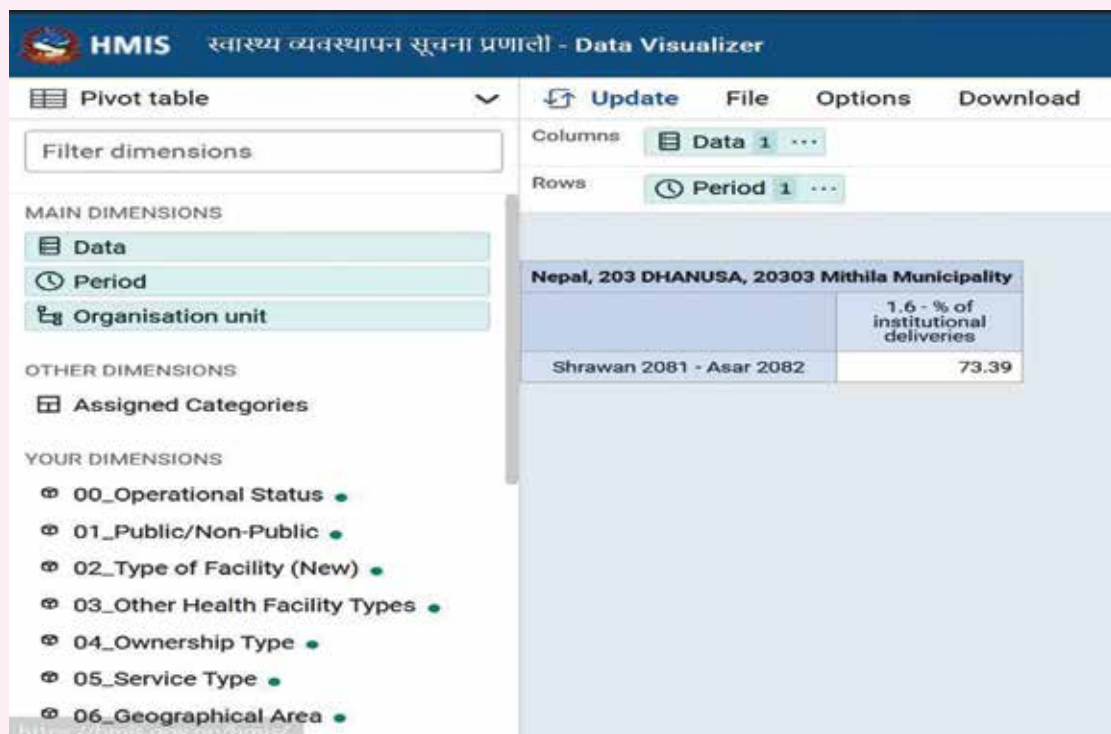 HMIS स्वास्थ्य व्यवस्थापन सूचना प्रणाली - Data Visualizer
Pivot table
Update File Options Download
Filter dimensions
Columns Data 1 ...
Rows Period 1 ...
MAIN DIMENSIONS
Data
Period
Organisation unit
Nepal, 203 DHANUSA, 20303 Mithila Municipality
1.6 - % of
institutional
deliveries
Shrawan 2081 - Asar 2082 73.39
OTHER DIMENSIONS
Assigned Categories
YOUR DIMENSIONS
00_Operational Status
01_Public/Non-Public
02_Type of Facility (New)
03_Other Health Facility Types
04_Ownership Type
05_Service Type
06_Geographical Area